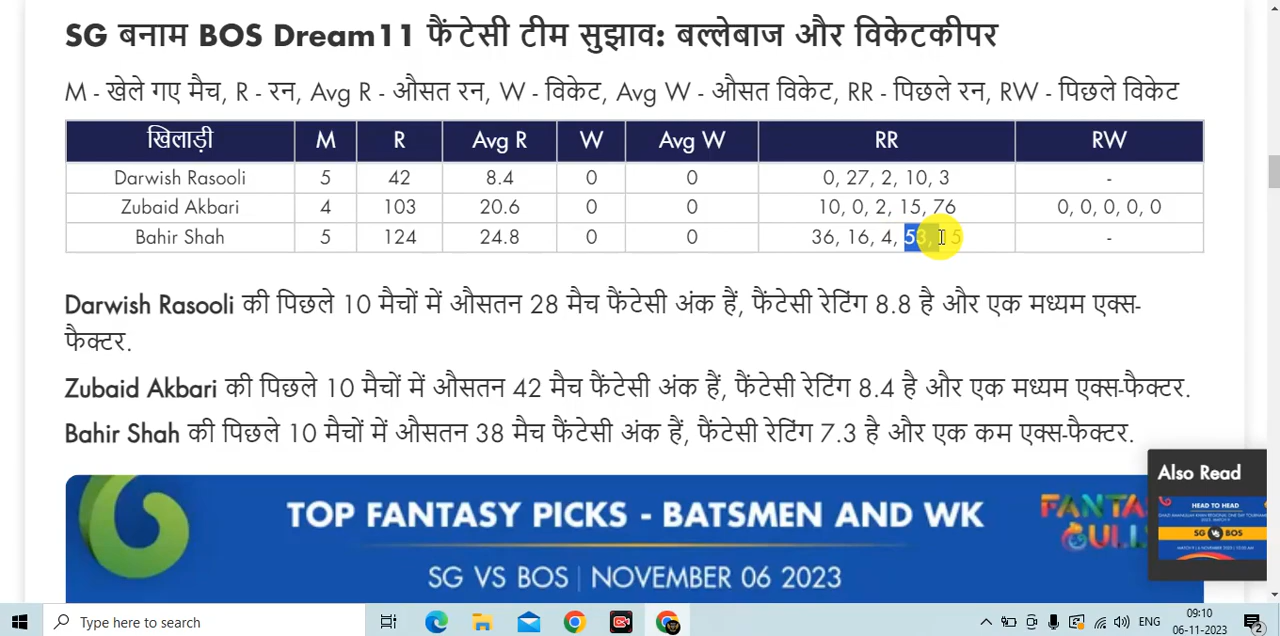 SG बनाम BOS Dream11 फैंटेसी टीम सुझाव: बल्लेबाज और विकेटकीपर
M - खेले गए मैच, R - रन, Avg R - औसत रन, W - विकेट, Avg W - औसत विकेट, RR - पिछले रन, RW - पिछले विकेट
खिलाड़ी M R Avg R W Avg W RR RW
Darwish Rasooli 5 42 8.4 0 0 0, 27, 2, 10, 3 -
Zubaid Akbari 4 103 20.6 0 0 10, 0, 2, 15, 76 0, 0, 0, 0, 0
Bahir Shah 5 124 24.8 0 0 36, 16, 4, 53, 15 -
Darwish Rasooli की पिछले 10 मैचों में औसतन 28 मैच फैंटेसी अंक हैं, फैंटेसी रेटिंग 8.8 है और एक मध्यम एक्स-
फैक्टर.
Zubaid Akbari की पिछले 10 मैचों में औसतन 42 मैच फैंटेसी अंक हैं, फैंटेसी रेटिंग 8.4 है और एक मध्यम एक्स-फैक्टर.
Bahir Shah की पिछले 10 मैचों में औसतन 38 मैच फैंटेसी अंक हैं, फैंटेसी रेटिंग 7.3 है और एक कम एक्स-फैक्टर.
Also Read
HEAD TO HEAD
SG VS BOS
TOP FANTASY PICKS - BATSMEN AND WK
SG VS BOS | NOVEMBER 06 2023
Type here to search
ENG
09:10
06-11-2023
2